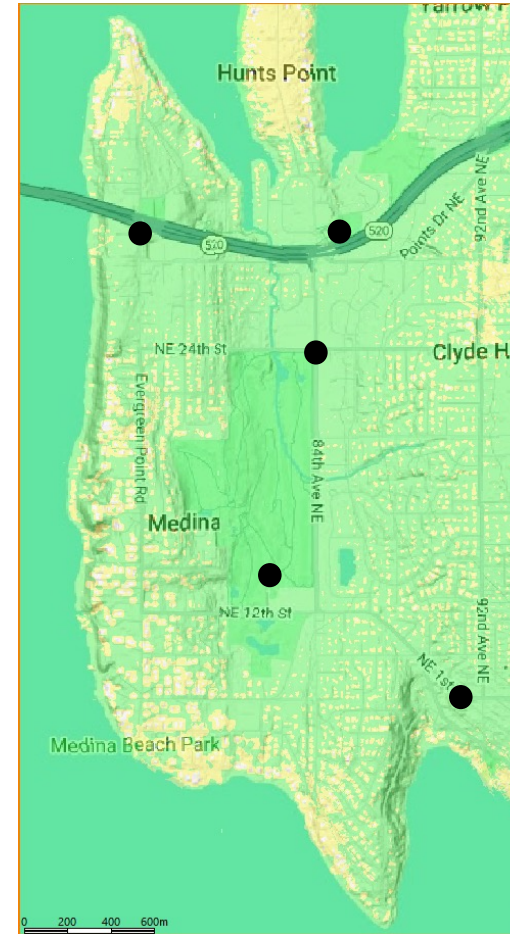 Yarrow P
Hunts Point
92nd Ave NE
Points Dr NE
520
520
NE 24th St
Clyde H
Evergreen Point Rd
84th Ave NE
Medina
NE 12th St
92nd Ave NE
NE 1st
Medina Beach Park
0 200 400 600m